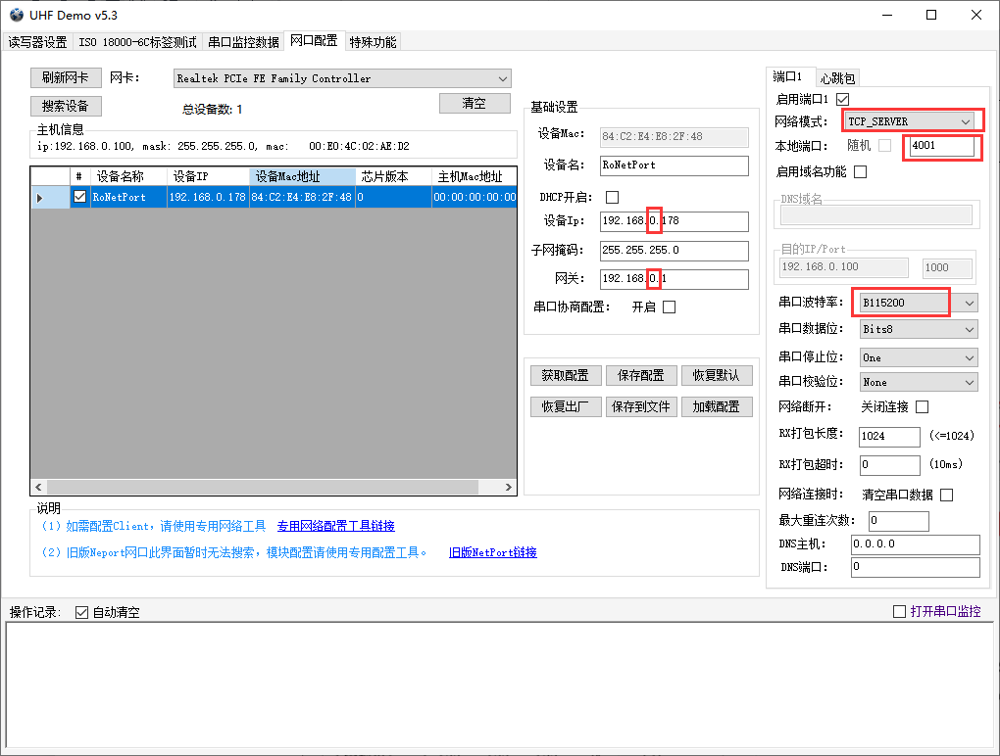 UHF Demo v5.3
读写器设置 ISO 18000-6C标签测试 串口监控数据 网口配置 特殊功能
刷新网卡 网卡： Realtek PCIe FE Family Controller
搜索设备 总设备数: 1 清空
主机信息
ip:192.168.0.100, mask: 255.255.255.0, mac: 00:E0:4C:02:AE:D2
# 设备名称 设备IP 设备Mac地址 芯片版本 主机Mac地址
RoNetPort 192.168.0.178 84:C2:E4:E8:2F:48 0 00:00:00:00:00
说明
（1）如需配置Client，请使用专用网络工具 专用网络配置工具链接
（2）旧版Neport网口此界面暂时无法搜索，模块配置请使用专用配置工具。 旧版NetPort链接
基础设置
设备Mac: 84:C2:E4:E8:2F:48
设备名： RoNetPort
DHCP开启：
设备Ip: 192.168.0.178
子网掩码： 255.255.255.0
网关： 192.168.0.1
串口协商配置： 开启
获取配置 保存配置 恢复默认
恢复出厂 保存到文件 加载配置
端口1 心跳包
启用端口1
网络模式： TCP_SERVER
本地端口： 随机 4001
启用域名功能
DNS域名
目的IP/Port
192.168.0.100 1000
串口波特率： B115200
串口数据位： Bits8
串口停止位： One
串口校验位： None
网络断开： 关闭连接
RX打包长度： 1024 (<=1024)
RX打包超时： 0 (10ms)
网络连接时： 清空串口数据
最大重连次数： 0
DNS主机： 0.0.0.0
DNS端口： 0
操作记录： 自动清空 打开串口监控